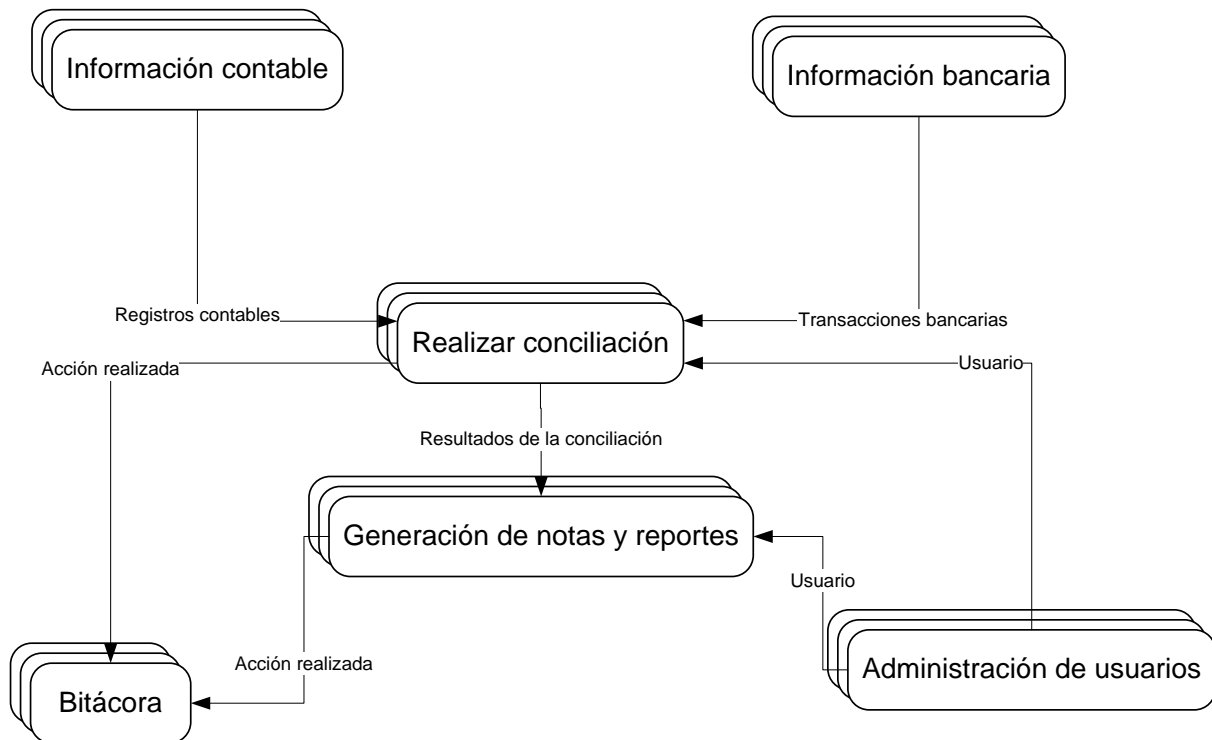 Información contable
Información bancaria
Registros contables
Transacciones bancarias
Realizar conciliación
Acción realizada
Usuario
Resultados de la conciliación
Generación de notas y reportes
Usuario
Acción realizada
Administración de usuarios
Bitácora